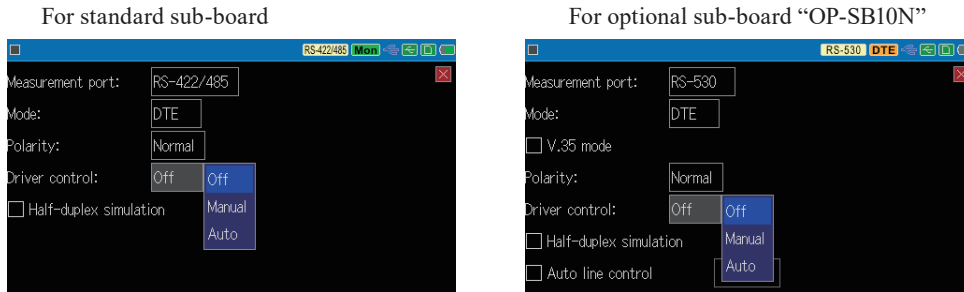 For standard sub-board
RS-422/485 Mon
Measurement port: RS-422/485
Mode: DTE
Polarity: Normal
Driver control: Off Off
Half-duplex simulation Manual
Auto
For optional sub-board “OP-SB10N”
RS-530 DTE
Measurement port: RS-530
Mode: DTE
V.35 mode
Polarity: Normal
Driver control: Off Off
Half-duplex simulation Manual
Auto line control Auto